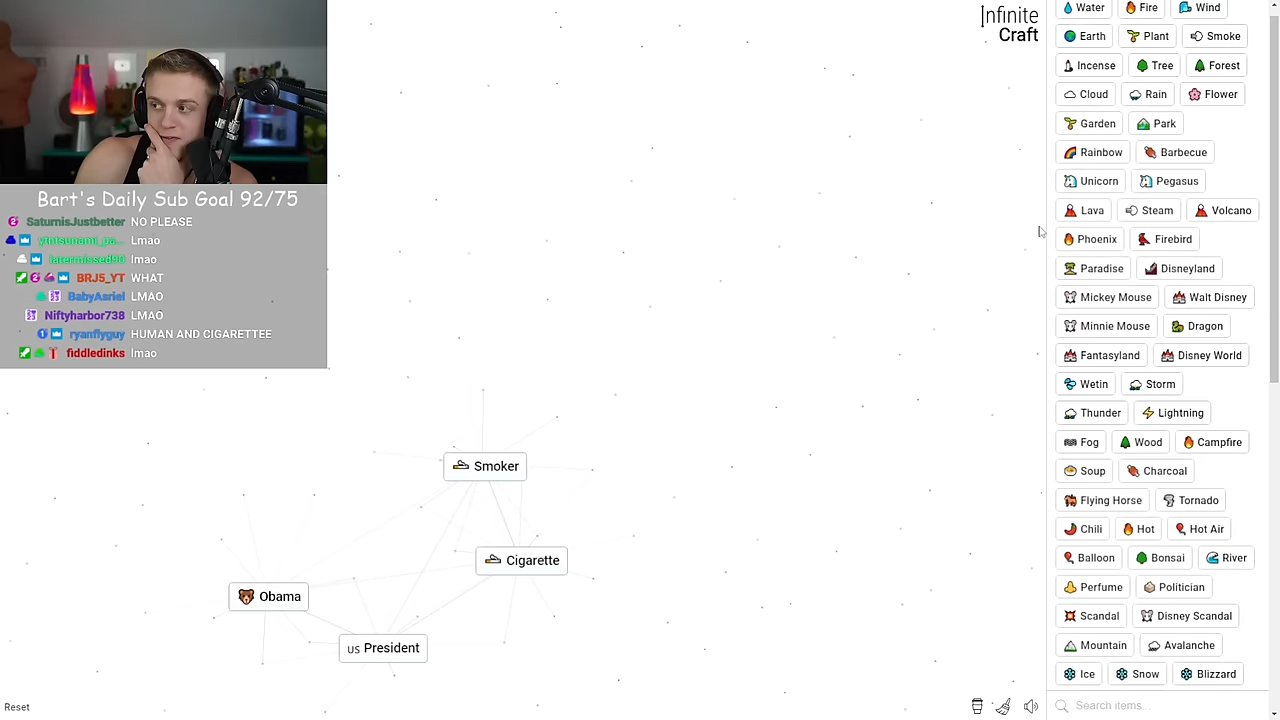 Infinite
Craft
Bart's Daily Sub Goal 92/75
SaturnisJustbetter NO PLEASE
Lmao
lmao
BRJ5_YT WHAT
BabyAsriel LMAO
Niftyharbor738 LMAO
ryanflyguy HUMAN AND CIGARETTEE
fiddledinks lmao
Smoker
Cigarette
Obama
US President
Reset
Water Fire Wind
Earth Plant Smoke
Incense Tree Forest
Cloud Rain Flower
Garden Park
Rainbow Barbecue
Unicorn Pegasus
Lava Steam Volcano
Phoenix Firebird
Paradise Disneyland
Mickey Mouse Walt Disney
Minnie Mouse Dragon
Fantasyland Disney World
Wetin Storm
Thunder Lightning
Fog Wood Campfire
Soup Charcoal
Flying Horse Tornado
Chili Hot Hot Air
Balloon Bonsai River
Perfume Politician
Scandal Disney Scandal
Mountain Avalanche
Ice Snow Blizzard
Search items...